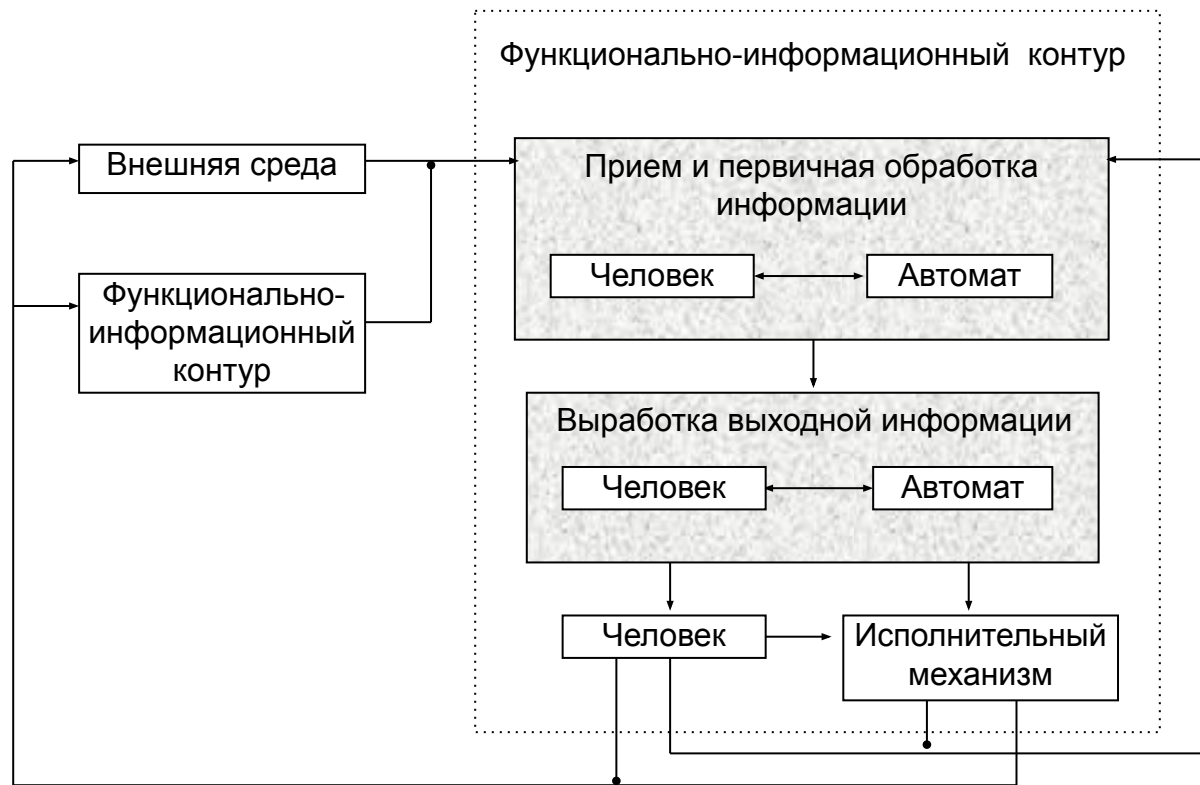 Функционально-информационный контур
Внешняя среда
Прием и первичная обработка
информации
Человек
Автомат
Функционально-
информационный
контур
Выработка выходной информации
Человек
Автомат
Человек
Исполнительный
механизм